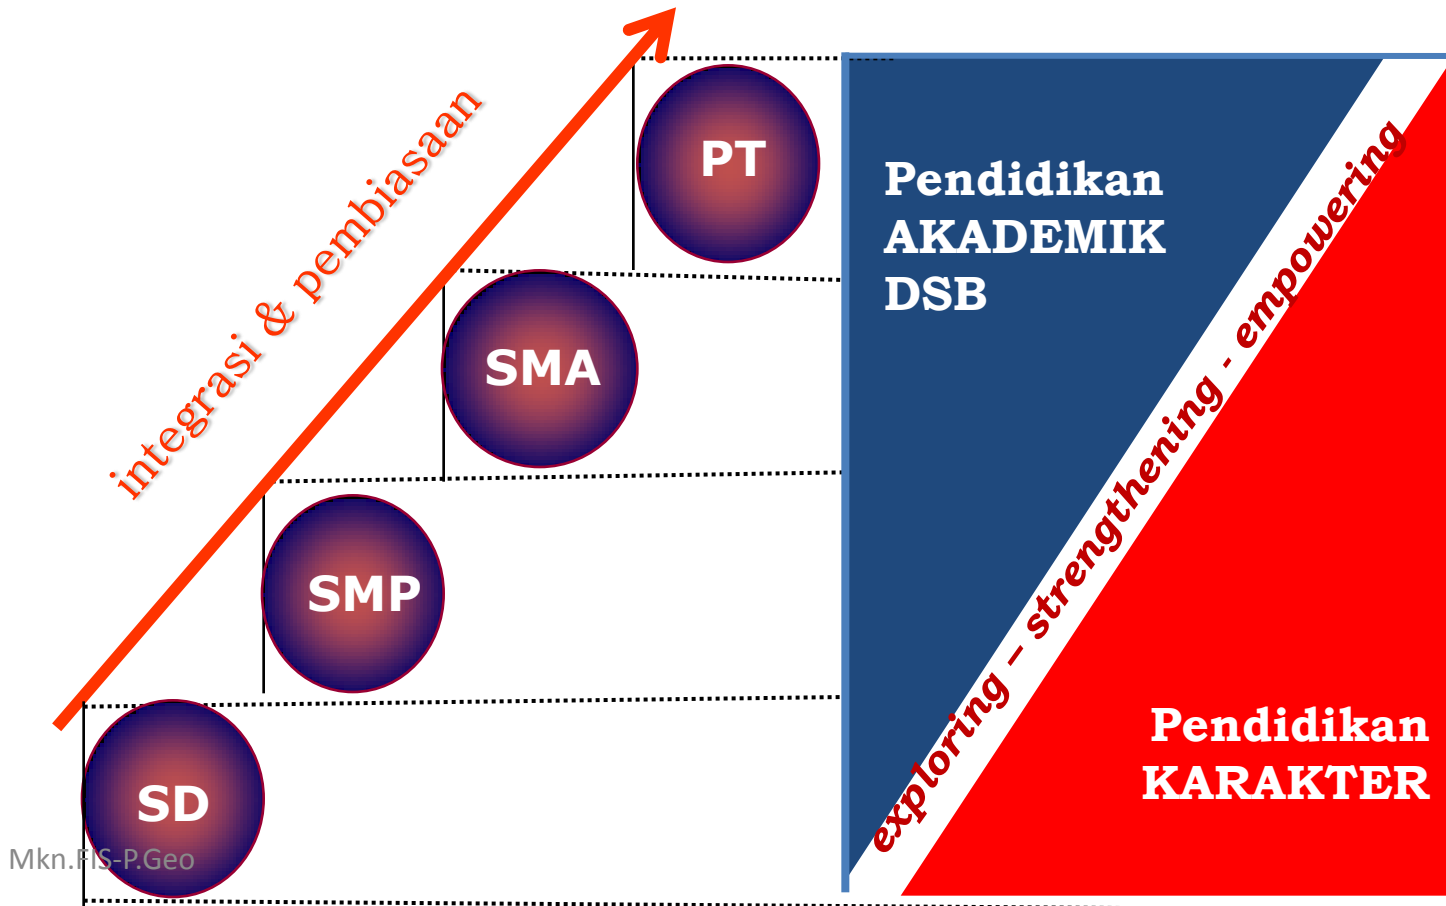 integrasi & pembiasaan
PT
SMA
SMP
SD
Pendidikan
AKADEMIK
DSB
exploring – strengthening - empowering
Pendidikan
KARAKTER
Mkn.FIS-P.Geo